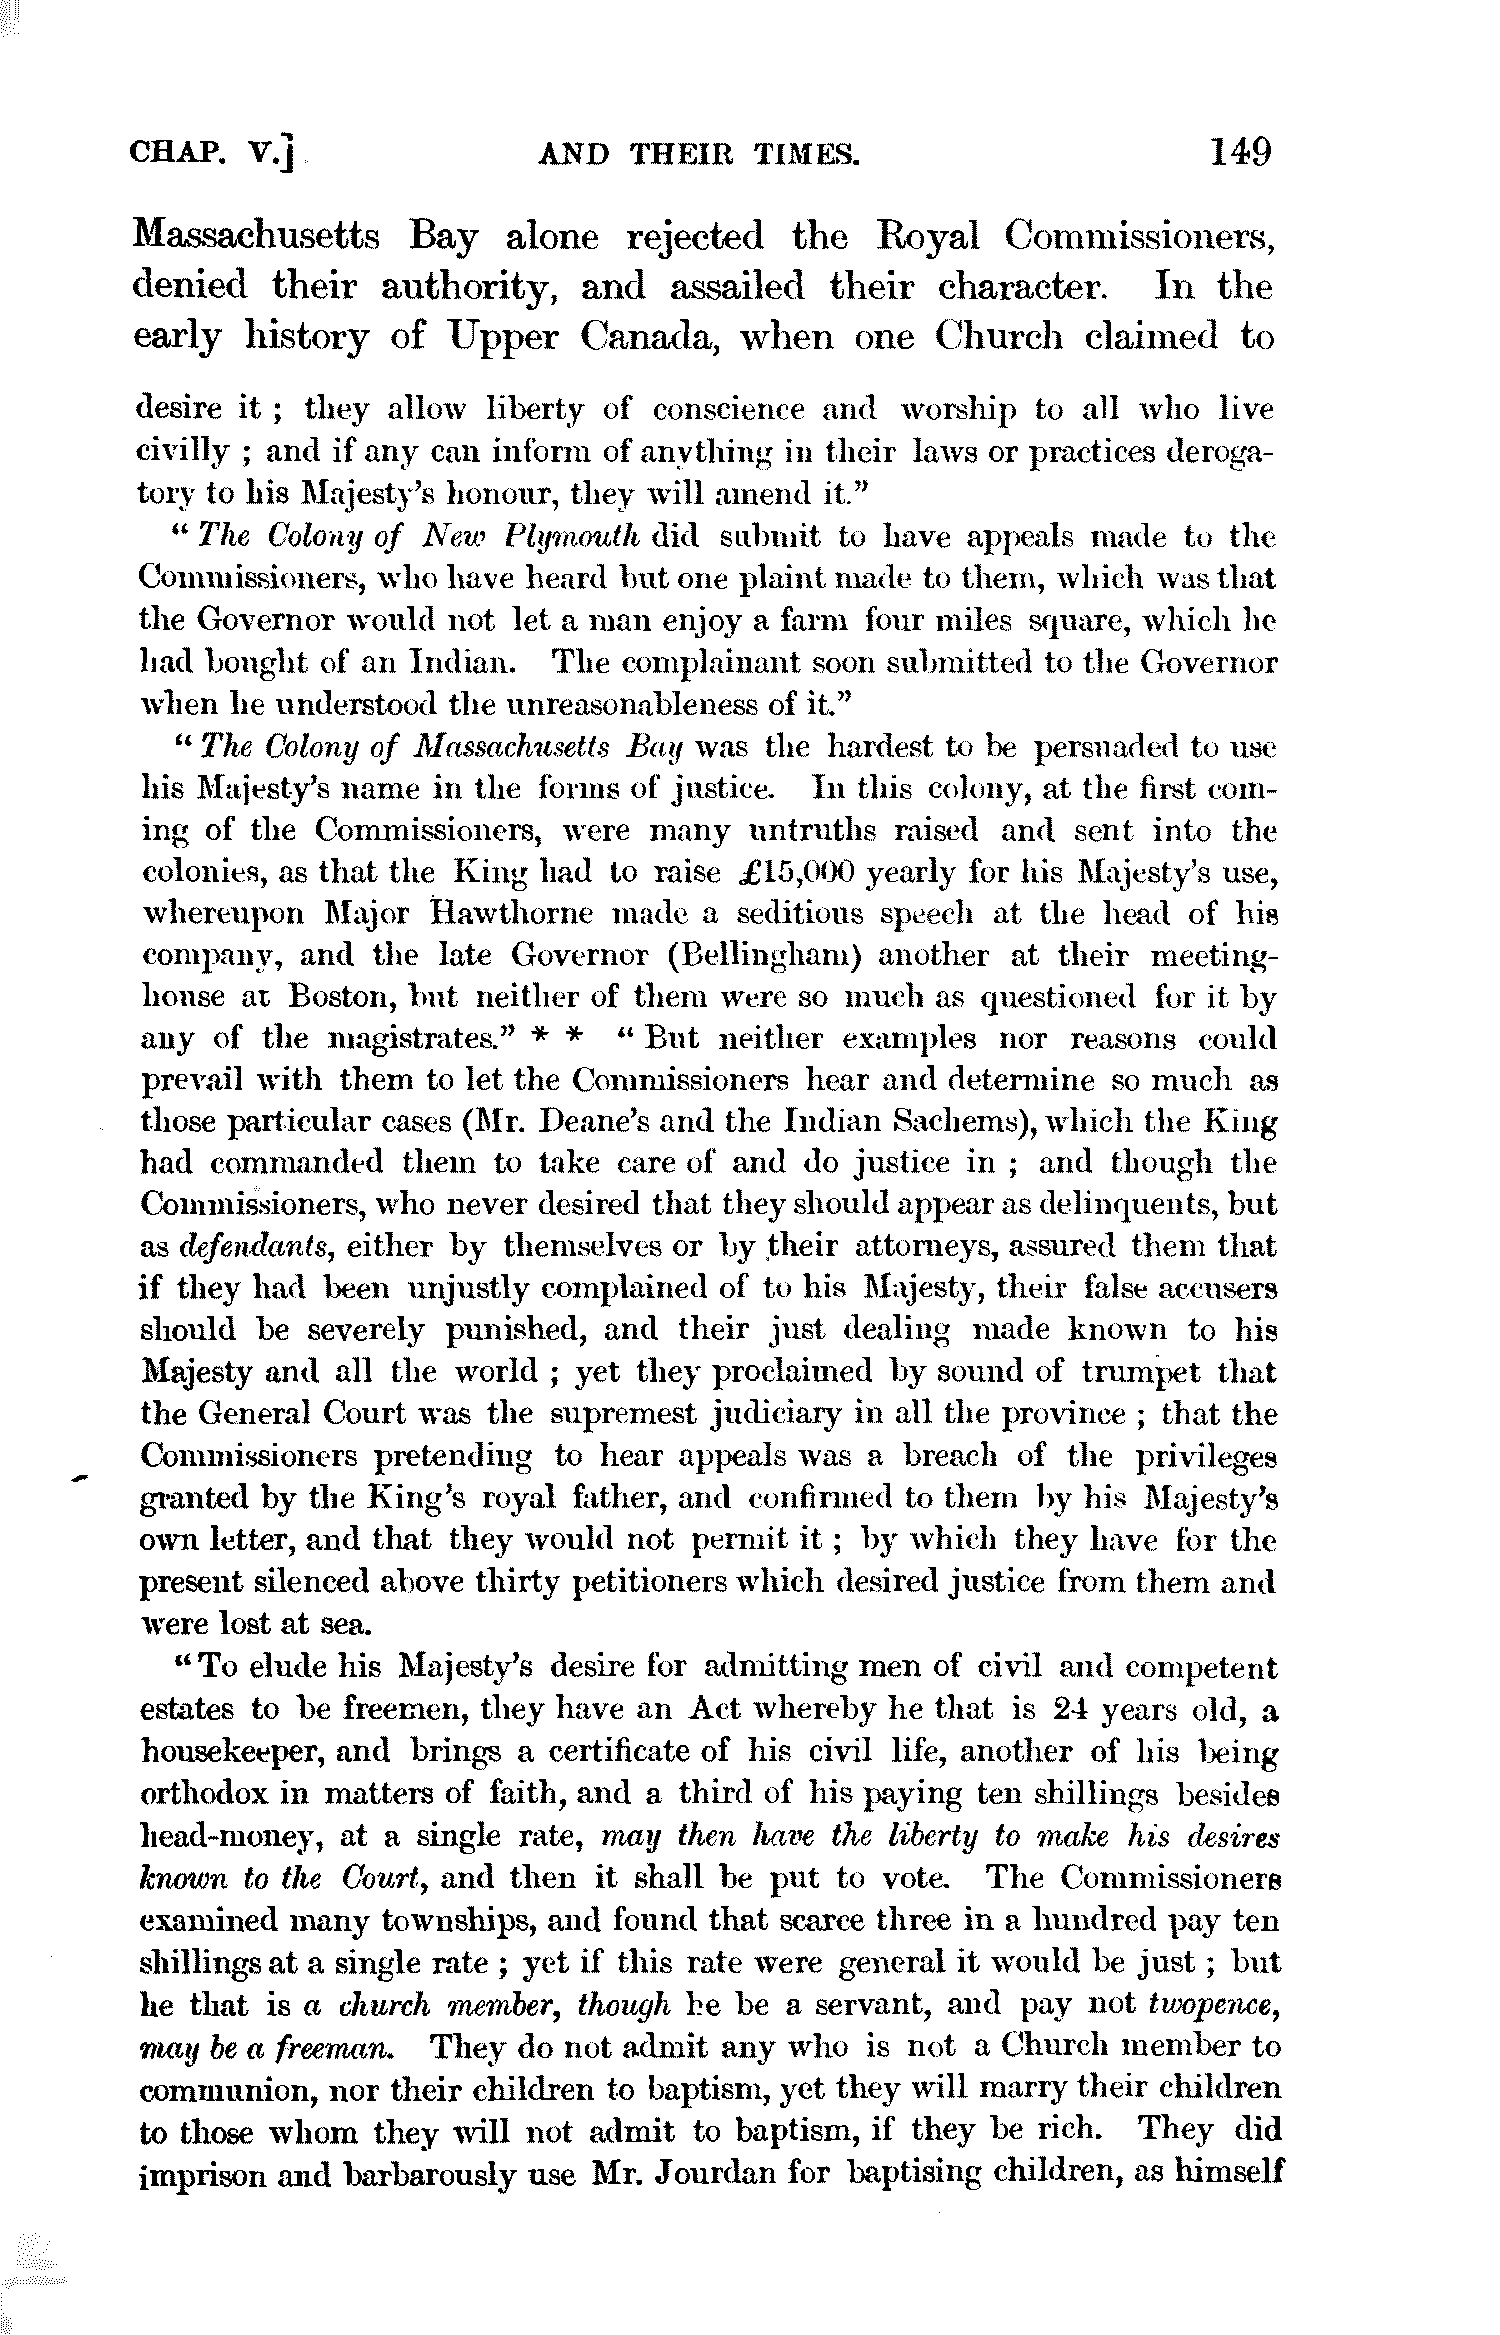 CHAP. V.] AND THEIR TIMES. 149
Massachusetts Bay alone rejected the Royal Commissioners,
denied their authority, and assailed their character. In the
early history of Upper Canada, when one Church claimed to
desire it ; they allow liberty of conscience and worship to all who live
civilly ; and if any can inform of anything in their laws or practices deroga-
tory to his Majesty's honour, they will amend it."
" The Colony of New Plymouth did submit to have appeals made to the
Commissioners, who have heard but one plaint made to them, which was that
the Governor would not let a man enjoy a farm four miles square, which he
had bought of an Indian. The complainant soon submitted to the Governor
when he understood the unreasonableness of it."
" The Colony of Massachusetts Bay was the hardest to be persuaded to use
his Majesty's name in the forms of justice. In this colony, at the first com-
ing of the Commissioners, were many untruths raised and sent into the
colonies, as that the King had to raise £15,000 yearly for his Majesty's use,
whereupon Major Hawthorne made a seditious speech at the head of his
company, and the late Governor (Bellingham) another at their meeting-
house at Boston, but neither of them were so much as questioned for it by
any of the magistrates." * * " But neither examples nor reasons could
prevail with them to let the Commissioners hear and determine so much as
those particular cases (Mr. Deane's and the Indian Sachems), which the King
had commanded them to take care of and do justice in ; and though the
Commissioners, who never desired that they should appear as delinquents, but
as defendants, either by themselves or by their attorneys, assured them that
if they had been unjustly complained of to his Majesty, their false accusers
should be severely punished, and their just dealing made known to his
Majesty and all the world ; yet they proclaimed by sound of trumpet that
the General Court was the supremest judiciary in all the province ; that the
Commissioners pretending to hear appeals was a breach of the privileges
granted by the King's royal father, and confirmed to them by his Majesty's
own letter, and that they would not permit it ; by which they have for the
present silenced above thirty petitioners which desired justice from them and
were lost at sea.
" To elude his Majesty's desire for admitting men of civil and competent
estates to be freemen, they have an Act whereby he that is 24 years old, a
housekeeper, and brings a certificate of his civil life, another of his being
orthodox in matters of faith, and a third of his paying ten shillings besides
head-money, at a single rate, may then have the liberty to make his desires
known to the Court, and then it shall be put to vote. The Commissioners
examined many townships, and found that scarce three in a hundred pay ten
shillings at a single rate ; yet if this rate were general it would be just ; but
he that is a church member, though he be a servant, and pay not twopence,
may be a freeman. They do not admit any who is not a Church member to
communion, nor their children to baptism, yet they will marry their children
to those whom they will not admit to baptism, if they be rich. They did
imprison and barbarously use Mr. Jourdan for baptising children, as himself